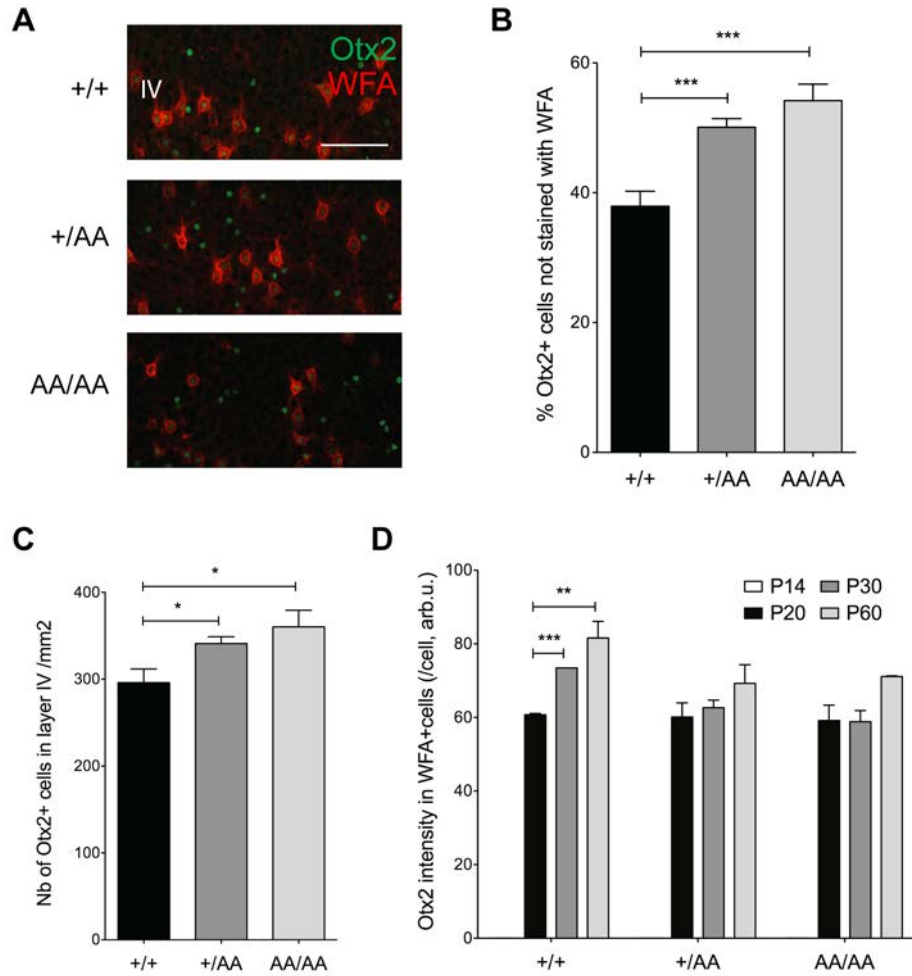 A
Otx2
WFA
IV
+/+
+/AA
AA/AA
B
% Otx2+ cells not stained with WFA
60
40
20
0
***
***
+/+
+/AA
AA/AA
C
Nb of Otx2+ cells in layer IV /mm2
400
300
200
100
0
*
*
+/+
+/AA
AA/AA
D
Otx2 intensity in WFA+cells (/cell, arb.u.)
100
80
60
40
20
0
**
***
P14
P30
P20
P60
+/+
+/AA
AA/AA